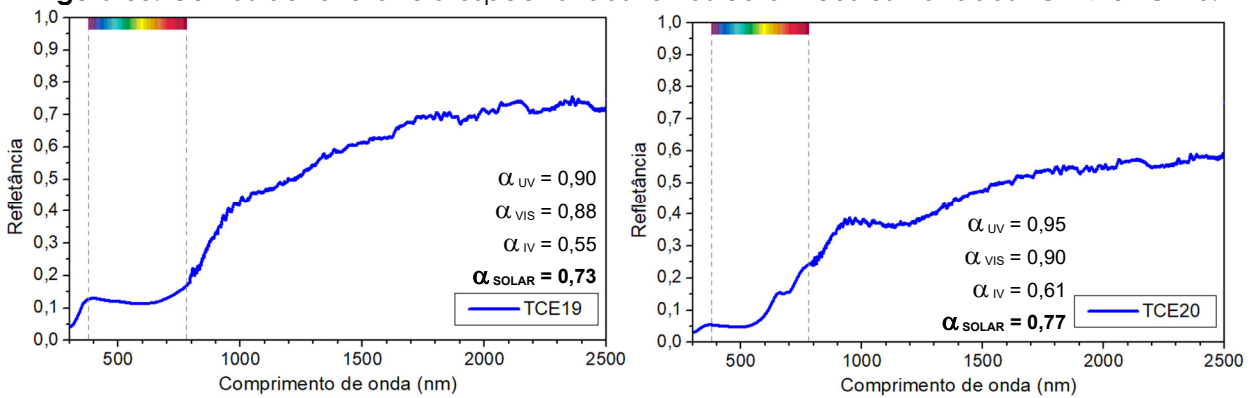 1,0
0,9
0,8
0,7
0,6
0,5
0,4
0,3
0,2
0,1
0,0
Refletância
α UV = 0,90
α VIS = 0,88
α IV = 0,55
α SOLAR = 0,73
TCE19
500 1000 1500 2000 2500
Comprimento de onda (nm)
1,0
0,9
0,8
0,7
0,6
0,5
0,4
0,3
0,2
0,1
0,0
Refletância
α UV = 0,95
α VIS = 0,90
α IV = 0,61
α SOLAR = 0,77
TCE20
500 1000 1500 2000 2500
Comprimento de onda (nm)